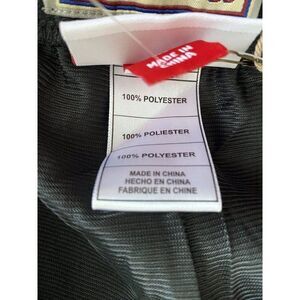 MADE IN
CHINA
100% POLYESTER
100% POLIESTER
100% POLYESTER
MADE IN CHINA
HECHO EN CHINA
FABRIQUE EN CHINE